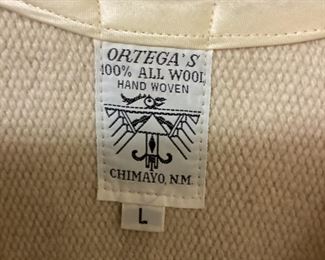 ORTEGA'S
100% ALL WOOL
HAND WOVEN
CHIMAYO, N.M.
L